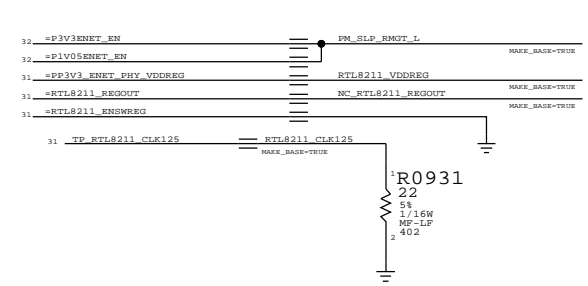 32 =P3V3ENET_EN PM_SLP_RMGT_L
MAKE_BASE=TRUE
32 =P1V05ENET_EN
31 =PP3V3_ENET_PHY_VDDREG RTL8211_VDDREG
MAKE_BASE=TRUE
31 =RTL8211_REGOUT NC_RTL8211_REGOUT
MAKE_BASE=TRUE
31 =RTL8211_ENSWREG
31 TP_RTL8211_CLK125 RTL8211_CLK125
MAKE_BASE=TRUE
1
R0931
22
5%
1/16W
MF-LF
402
2